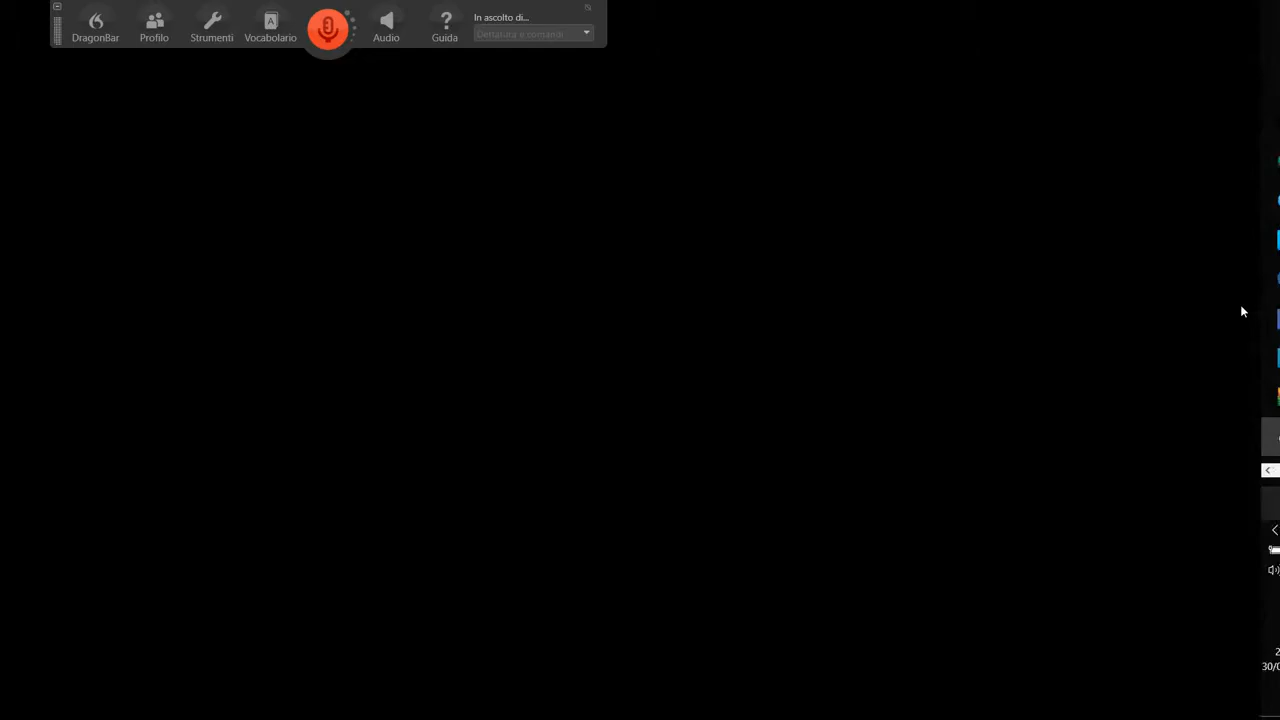 DragonBar
Profilo
Strumenti
Vocabolario
Audio
Guida
In ascolto di...
Dettatura e comandi